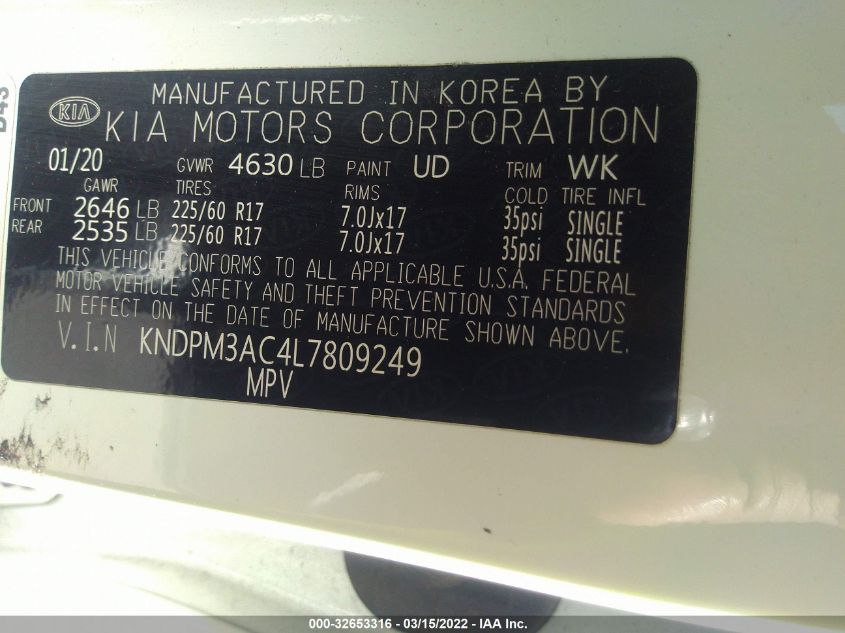 MANUFACTURED IN KOREA BY
KIA
KIA MOTORS CORPORATION
01/20 GVWR 4630 LB PAINT UD TRIM WK
GAWR TIRES RIMS COLD TIRE INFL
FRONT 2646 LB 225/60 R17 7.0Jx17 35psi SINGLE
REAR 2535 LB 225/60 R17 7.0Jx17 35psi SINGLE
THIS VEHICLE CONFORMS TO ALL APPLICABLE U.S.A. FEDERAL
MOTOR VEHICLE SAFETY AND THEFT PREVENTION STANDARDS
IN EFFECT ON THE DATE OF MANUFACTURE SHOWN ABOVE.
V.I.N KNDPM3AC4L7809249
MPV
000-32653316 - 03/15/2022 - IAA Inc.